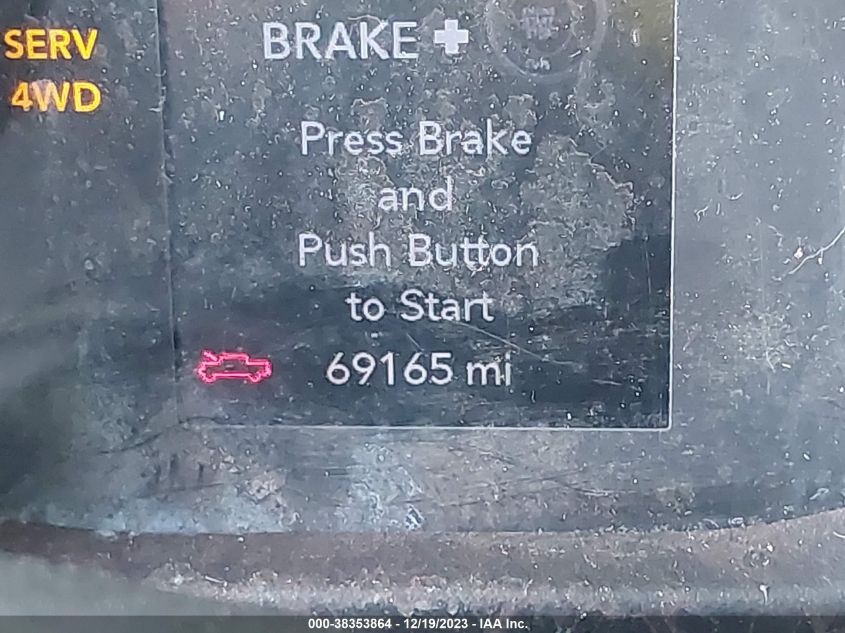 SERV
4WD
BRAKE +
Press Brake
and
Push Button
to Start
69165 mi
000-38353864 - 12/19/2023 - IAA Inc.